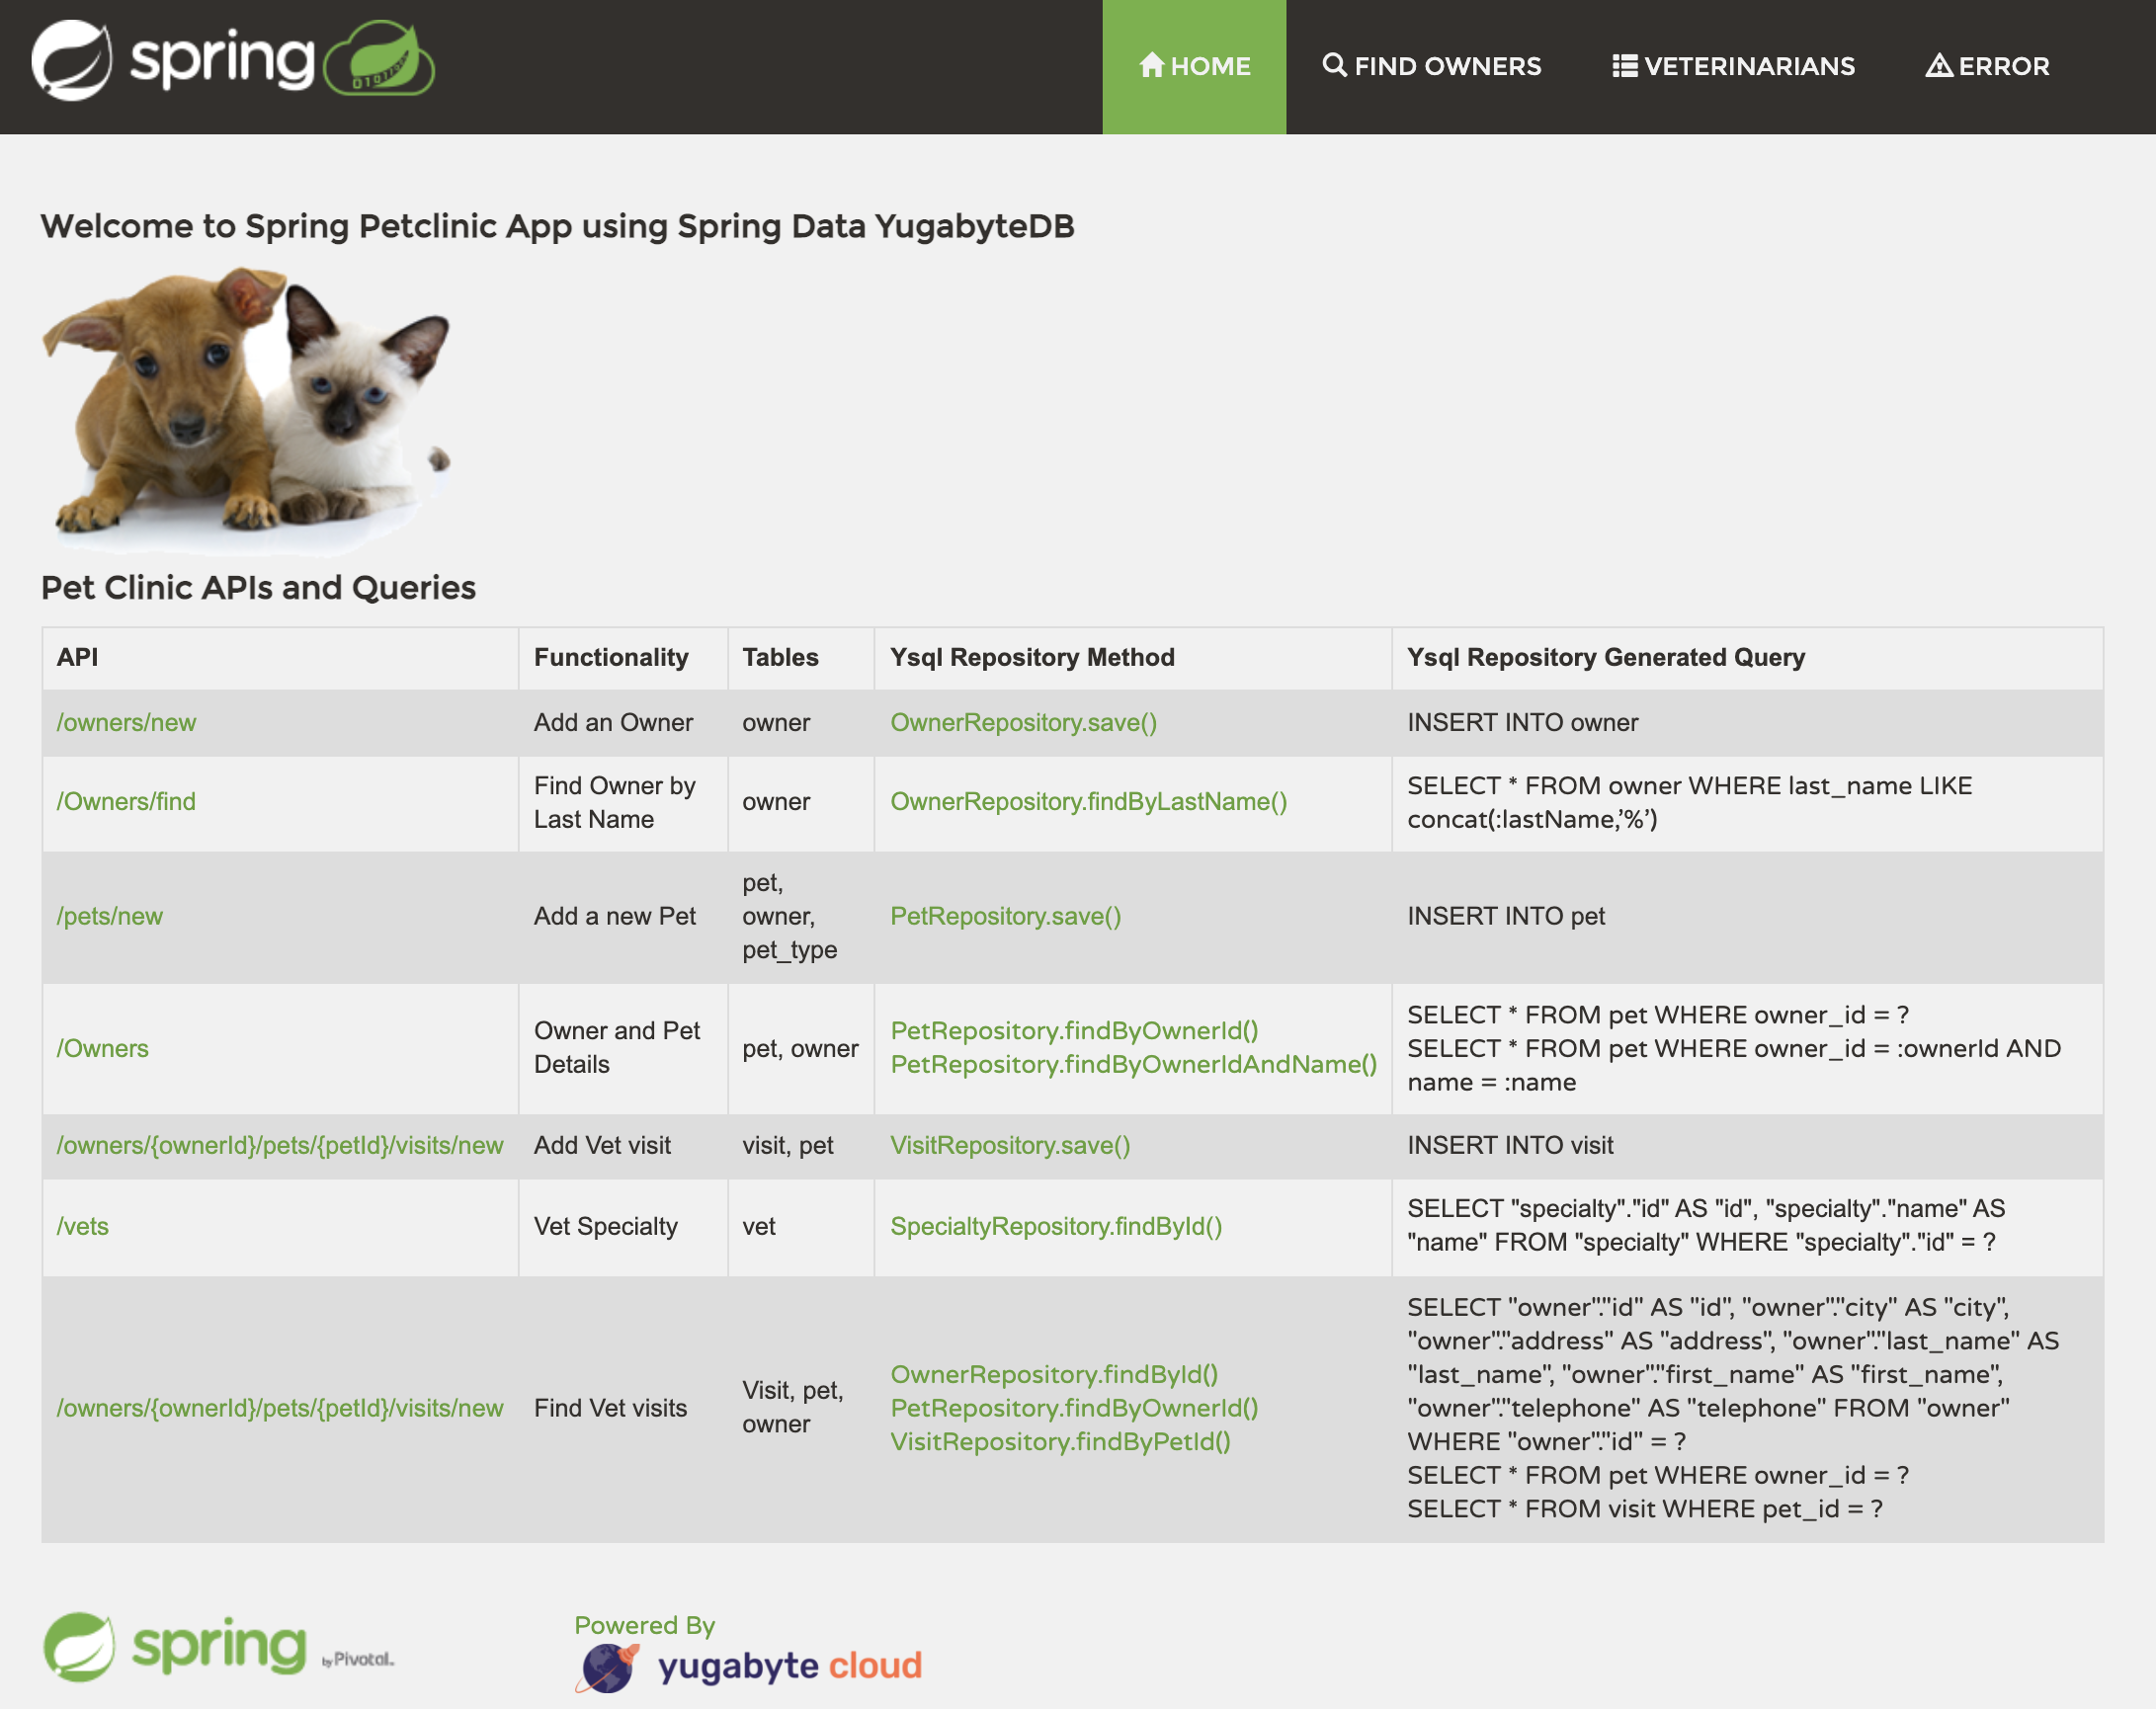 spring
HOME FIND OWNERS VETERINARIANS ERROR
Welcome to Spring Petclinic App using Spring Data YugabyteDB
Pet Clinic APIs and Queries
API Functionality Tables Ysql Repository Method Ysql Repository Generated Query
/owners/new Add an Owner owner OwnerRepository.save() INSERT INTO owner
/Owners/find
Find Owner by
Last Name
owner
OwnerRepository.findByLastName()
SELECT * FROM owner WHERE last_name LIKE
concat(:lastName,’%’)
/pets/new
Add a new Pet
pet,
owner,
pet_type
PetRepository.save()
INSERT INTO pet
/Owners
Owner and Pet
Details
pet, owner
PetRepository.findByOwnerId()
PetRepository.findByOwnerIdAndName()
SELECT * FROM pet WHERE owner_id = ?
SELECT * FROM pet WHERE owner_id = :ownerId AND
name = :name
/owners/{ownerId}/pets/{petId}/visits/new Add Vet visit visit, pet VisitRepository.save() INSERT INTO visit
/vets
Vet Specialty
vet
SpecialtyRepository.findById()
SELECT "specialty"."id" AS "id", "specialty"."name" AS
"name" FROM "specialty" WHERE "specialty"."id" = ?
/owners/{ownerId}/pets/{petId}/visits/new
Find Vet visits
Visit, pet,
owner
OwnerRepository.findById()
PetRepository.findByOwnerId()
VisitRepository.findByPetId()
SELECT "owner"."id" AS "id", "owner"."city" AS "city",
"owner"."address" AS "address", "owner"."last_name" AS
"last_name", "owner"."first_name" AS "first_name",
"owner"."telephone" AS "telephone" FROM "owner"
WHERE "owner"."id" = ?
SELECT * FROM pet WHERE owner_id = ?
SELECT * FROM visit WHERE pet_id = ?
spring by Pivotal™
Powered By
yugabyte cloud